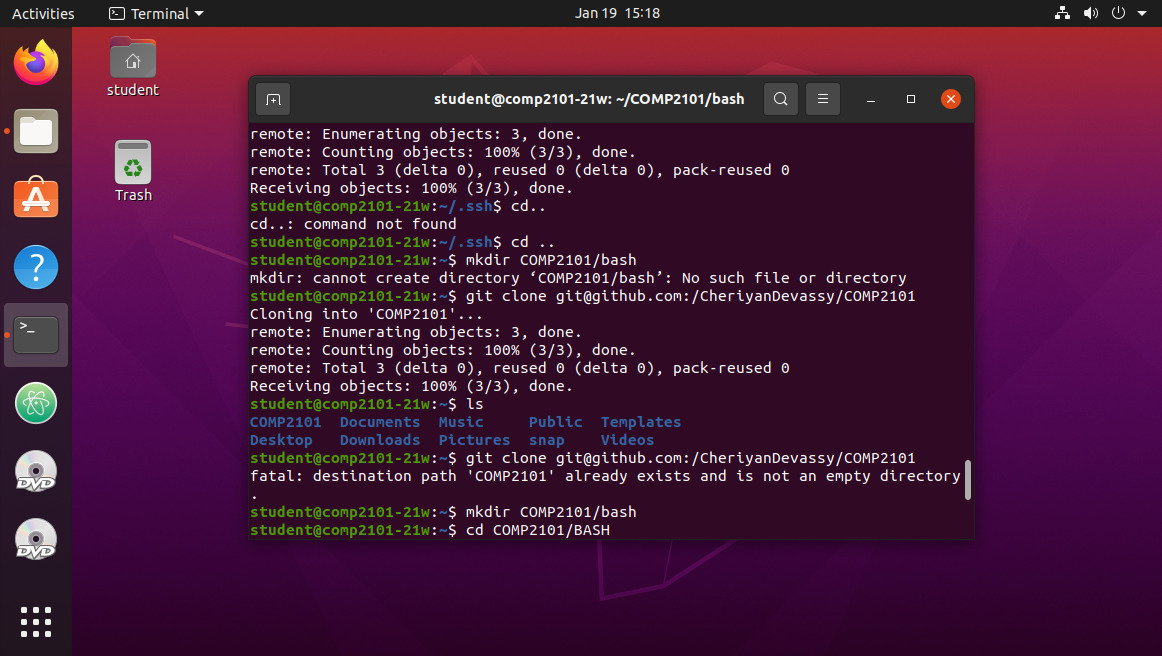 Activities
Terminal
Jan 19 15:18
student
Trash
student@comp2101-21w: ~/COMP2101/bash
remote: Enumerating objects: 3, done.
remote: Counting objects: 100% (3/3), done.
remote: Total 3 (delta 0), reused 0 (delta 0), pack-reused 0
Receiving objects: 100% (3/3), done.
student@comp2101-21w:~/.ssh$ cd..
cd..: command not found
student@comp2101-21w:~/.ssh$ cd ..
student@comp2101-21w:~$ mkdir COMP2101/bash
mkdir: cannot create directory ‘COMP2101/bash’: No such file or directory
student@comp2101-21w:~$ git clone git@github.com:/CheriyanDevassy/COMP2101
Cloning into 'COMP2101'...
remote: Enumerating objects: 3, done.
remote: Counting objects: 100% (3/3), done.
remote: Total 3 (delta 0), reused 0 (delta 0), pack-reused 0
Receiving objects: 100% (3/3), done.
student@comp2101-21w:~$ ls
COMP2101  Documents  Music     Public  Templates
Desktop   Downloads  Pictures  snap    Videos
student@comp2101-21w:~$ git clone git@github.com:/CheriyanDevassy/COMP2101
fatal: destination path 'COMP2101' already exists and is not an empty directory
.
student@comp2101-21w:~$ mkdir COMP2101/bash
student@comp2101-21w:~$ cd COMP2101/BASH
>_
DVD
DVD